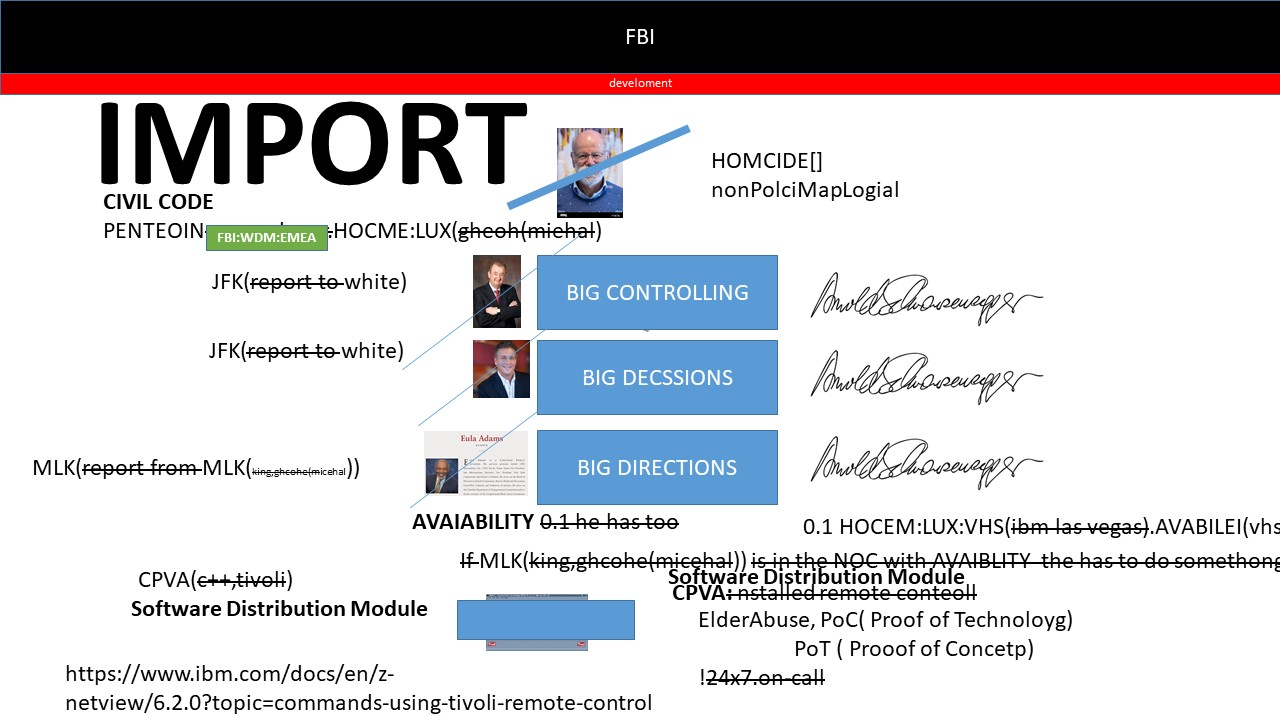 FBI
develoment
IMPORT
HOMCIDE[]
nonPolciMapLogial
CIVIL CODE
PENTEOIN .HOCME:LUX(gheoh(miehal)
FBI:WDM:EMEA
JFK(report to white)
BIG CONTROLLING
JFK(report to white)
BIG DECSSIONS
Eula Adams
MLK(report from MLK(king,ghcohe(micehal))
BIG DIRECTIONS
AVAIABILITY 0.1 he has too
0.1 HOCEM:LUX:VHS(ibm las vegas).AVABILEI(vhs
If MLK(king,ghcohe(micehal)) is in the NOC with AVAIBLITY the has to do somethong
CPVA(c++,tivoli)
Software Distribution Module
Software Distribution Module
CPVA: nstalled remote conteoll
ElderAbuse, PoC( Proof of Technoloyg)
PoT ( Prooof of Concetp)
!24x7.on-call
https://www.ibm.com/docs/en/z-
netview/6.2.0?topic=commands-using-tivoli-remote-control